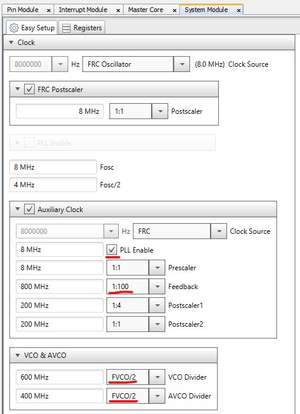 Pin Module Interrupt Module Master Core System Module
Easy Setup Registers
Clock
8000000 Hz FRC Oscillator (8.0 MHz) Clock Source
FRC Postscaler
8 MHz 1:1 Postscaler
PLL Enable
8 MHz Fosc
4 MHz Fosc/2
Auxiliary Clock
8000000 Hz FRC Clock Source
8 MHz PLL Enable
8 MHz 1:1 Prescaler
800 MHz 1:100 Feedback
200 MHz 1:4 Postscaler1
200 MHz 1:1 Postscaler2
VCO & AVCO
600 MHz FVCO/2 VCO Divider
400 MHz FVCO/2 AVCO Divider